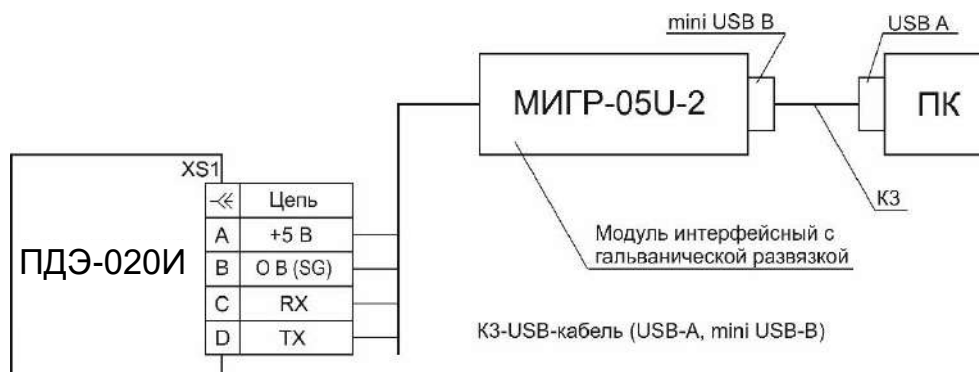 mini USB B
USB A
МИГР-05U-2
ПК
XS1
Цепь
A +5 В
B О В (SG)
C RX
D TX
ПДЭ-020И
К3
Модуль интерфейсный с
гальванической развязкой
К3-USB-кабель (USB-A, mini USB-B)